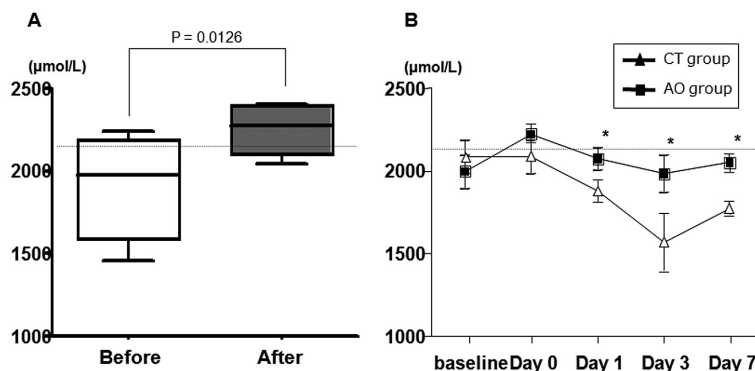 A
P = 0.0126
(µmol/L)
2500
2000
1500
1000
Before After
B
CT group
AO group
(µmol/L)
2500
2000
1500
1000
* * *
baseline Day 0 Day 1 Day 3 Day 7